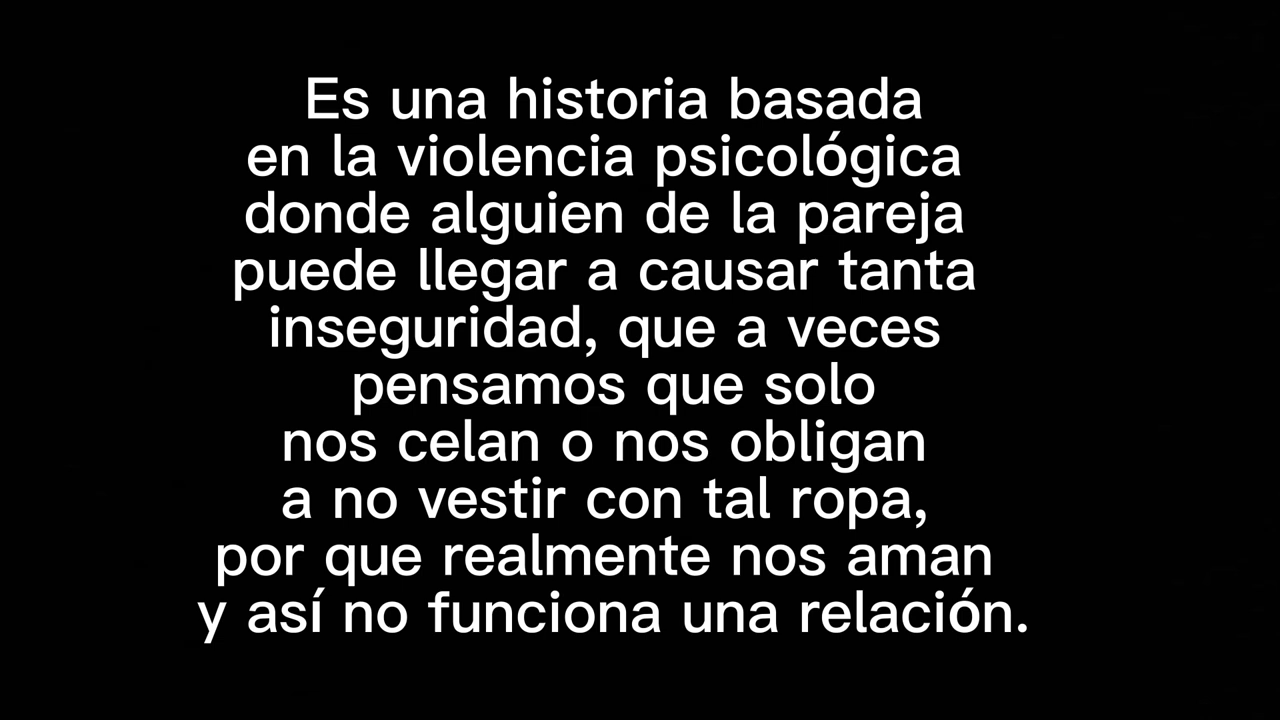 Es una historia basada
en la violencia psicológica
donde alguien de la pareja
puede llegar a causar tanta
inseguridad, que a veces
pensamos que solo
nos celan o nos obligan
a no vestir con tal ropa,
por que realmente nos aman
y así no funciona una relación.